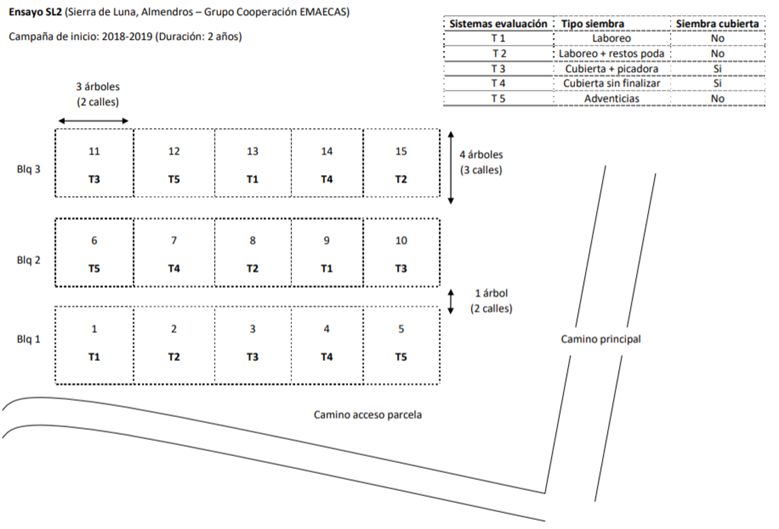 Ensayo SL2 (Sierra de Luna, Almendros – Grupo Cooperación EMAECAS)
Campaña de inicio: 2018-2019 (Duración: 2 años)
Sistemas evaluación Tipo siembra Siembra cubierta
T 1 Laboreo No
T 2 Laboreo + restos poda No
T 3 Cubierta + picadora Si
T 4 Cubierta sin finalizar Si
T 5 Adventicias No
3 árboles
(2 calles)
Blq 3
11 12 13 14 15
T3 T5 T1 T4 T2
4 árboles
(3 calles)
Blq 2
6 7 8 9 10
T5 T4 T2 T1 T3
1 árbol
(2 calles)
Blq 1
1 2 3 4 5
T1 T2 T3 T4 T5
Camino principal
Camino acceso parcela